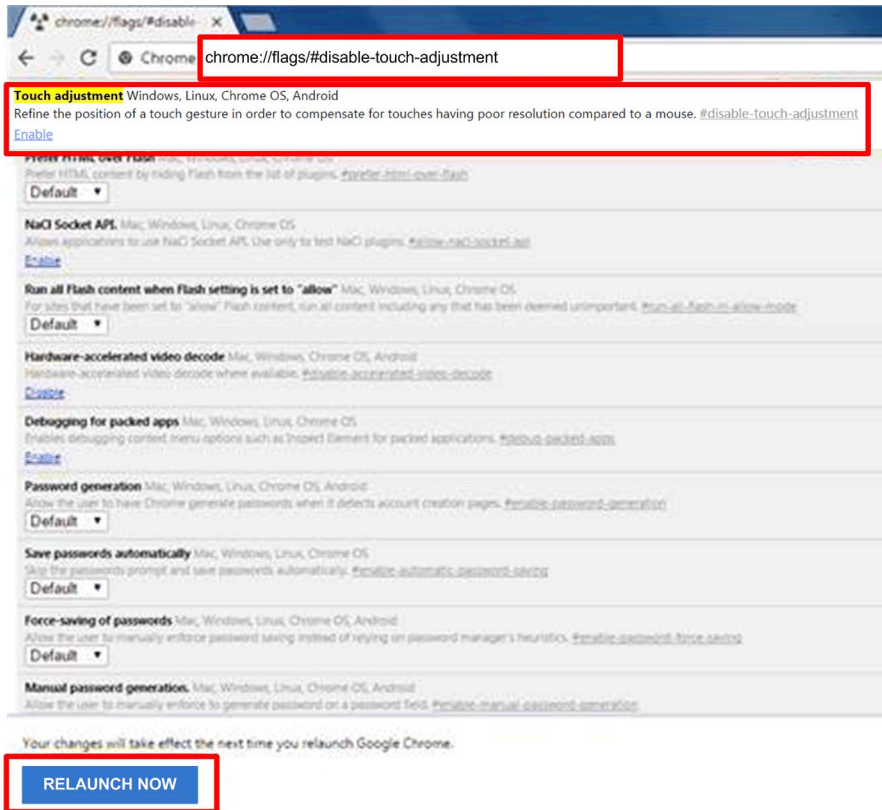 chrome://flags/#disable-
Chrome chrome://flags/#disable-touch-adjustment
Touch adjustment Windows, Linux, Chrome OS, Android
Refine the position of a touch gesture in order to compensate for touches having poor resolution compared to a mouse. #disable-touch-adjustment
Enable
Prefer HTML over Flash Mac, Windows, Linux, Chrome OS
Prefer HTML content by hiding Flash from the list of plugins. #prefer-html-over-flash
Default
NaCl Socket API. Mac, Windows, Linux, Chrome OS
Allows applications to use NaCl Socket API. Use only to test NaCl plugins. #allow-nacl-socket-api
Enable
Run all Flash content when Flash setting is set to "allow" Mac, Windows, Linux, Chrome OS
For sites that have been set to "allow" Flash content, run all content including any that has been deemed unimportant. #run-all-flash-in-allow-mode
Default
Hardware-accelerated video decode Mac, Windows, Chrome OS, Android
Hardware-accelerated video decode where available. #disable-accelerated-video-decode
Disable
Debugging for packed apps Mac, Windows, Linux, Chrome OS
Enables debugging context menu options such as Inspect Element for packed applications. #debug-packed-apps
Enable
Password generation Mac, Windows, Linux, Chrome OS, Android
Allow the user to have Chrome generate passwords when it detects account creation pages. #enable-password-generation
Default
Save passwords automatically Mac, Windows, Linux, Chrome OS
Skip the passwords prompt and save passwords automatically. #enable-automatic-password-saving
Default
Force-saving of passwords Mac, Windows, Linux, Chrome OS, Android
Allow the user to manually enforce password saving instead of relying on password manager's heuristics. #enable-password-force-saving
Default
Manual password generation. Mac, Windows, Linux, Chrome OS, Android
Allow the user to manually enforce to generate password on a password field. #enable-manual-password-generation
Your changes will take effect the next time you relaunch Google Chrome.
RELAUNCH NOW